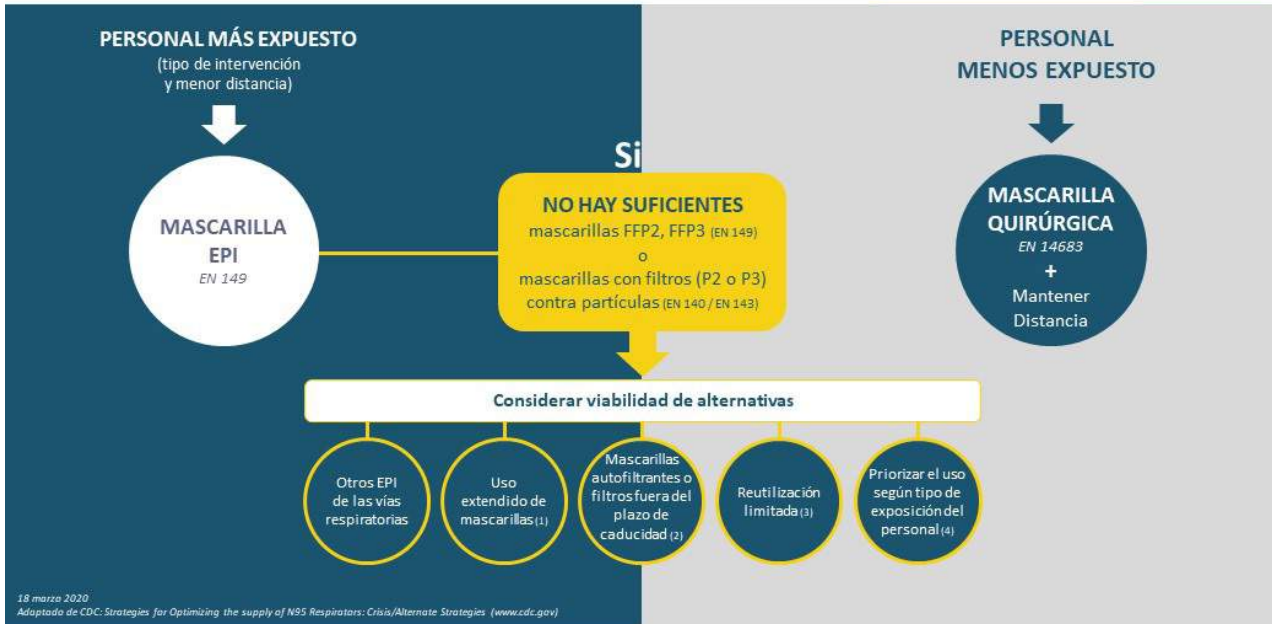 PERSONAL MÁS EXPUESTO
(tipo de intervención
y menor distancia)
MASCARILLA
EPI
EN 149
Si
NO HAY SUFICIENTES
mascarillas FFP2, FFP3 (EN 149)
o
mascarillas con filtros (P2 o P3)
contra partículas (EN 140 / EN 143)
PERSONAL
MENOS EXPUESTO
MASCARILLA
QUIRÚRGICA
EN 14683
+
Mantener
Distancia
Considerar viabilidad de alternativas
Otros EPI
de las vías
respiratorias
Uso
extendido de
mascarillas (1)
Mascarillas
autofiltrantes o
filtros fuera del
plazo de
caducidad (2)
Reutilización
limitada (3)
Priorizar el uso
según tipo de
exposición del
personal (4)
18 marzo 2020
Adaptado de CDC: Strategies for Optimizing the supply of N95 Respirators: Crisis/Alternate Strategies (www.cdc.gov)